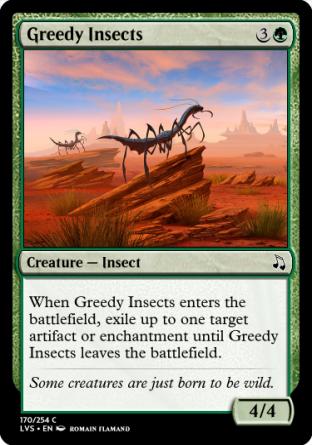 Greedy Insects 3
Creature — Insect
When Greedy Insects enters the
battlefield, exile up to one target
artifact or enchantment until Greedy
Insects leaves the battlefield.
Some creatures are just born to be wild.
4/4
170/254 C
LVS • EN ROMAIN FLAMAND